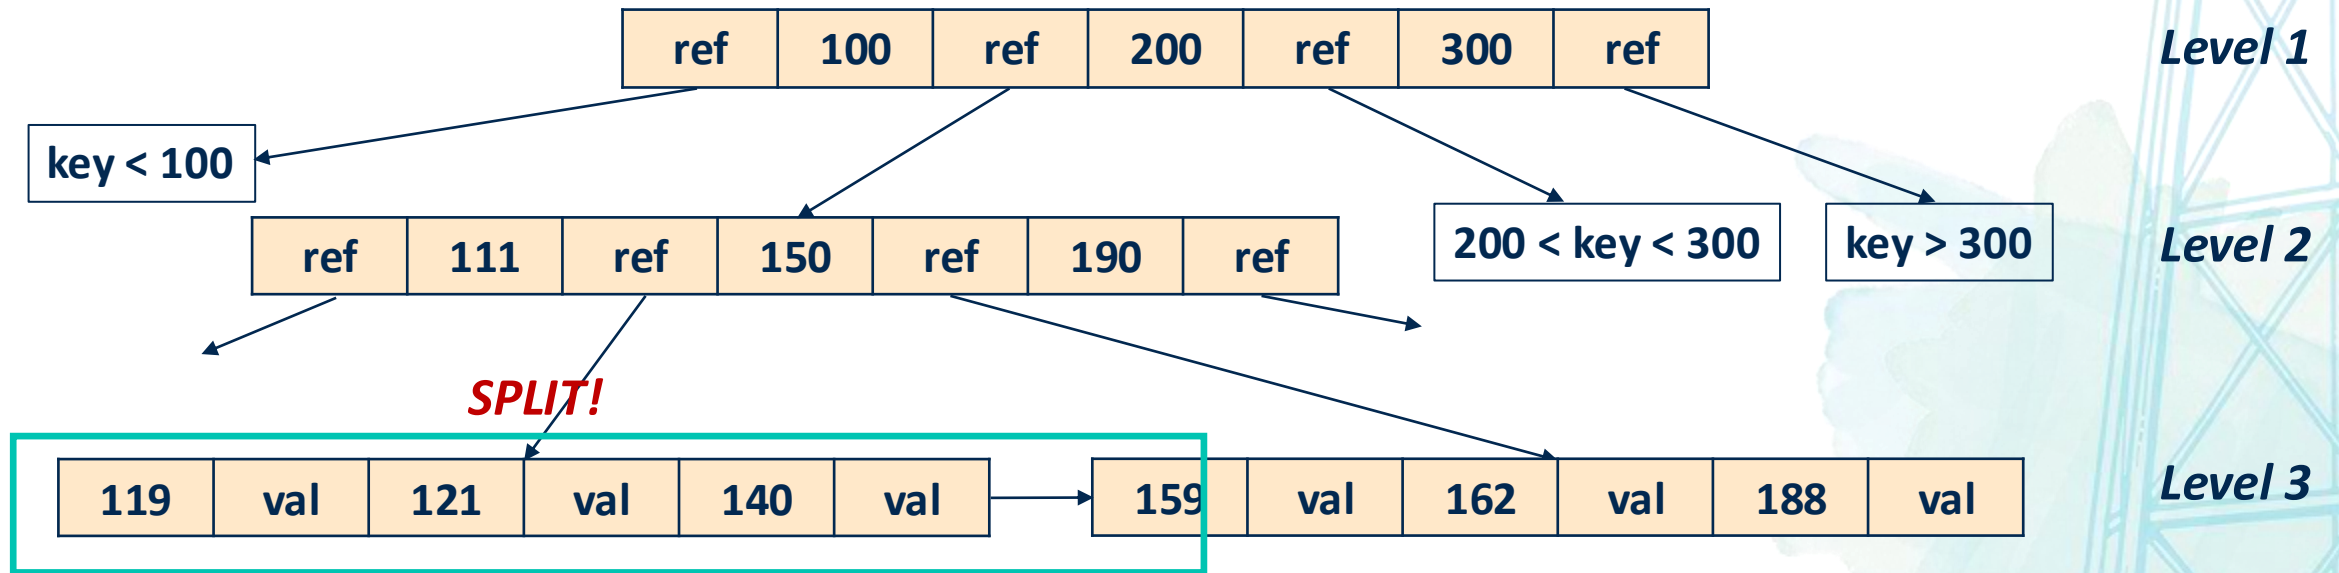 ref 100 ref 200 ref 300 ref
Level 1
key < 100
ref 111 ref 150 ref 190 ref
200 < key < 300
key > 300
Level 2
SPLIT!
119 val 121 val 140 val
159 val 162 val 188 val
Level 3